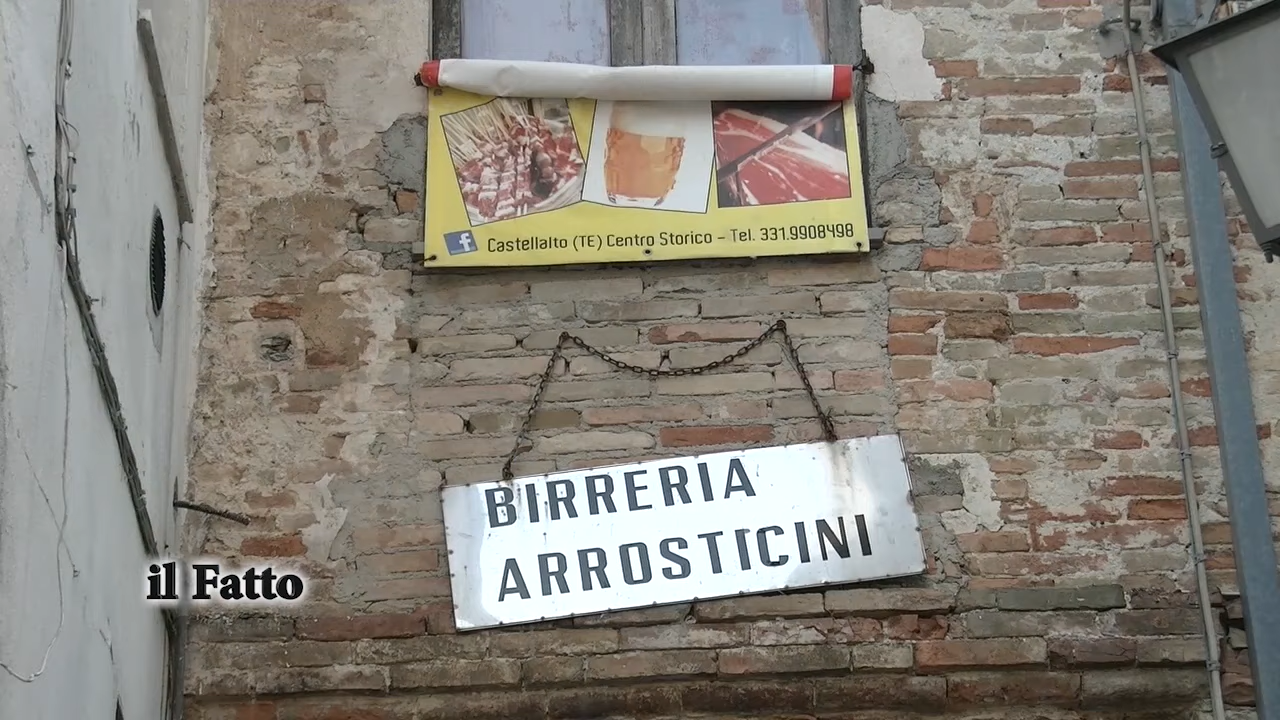 f Castellalto (TE) Centro Storico – Tel. 331.9908498
BIRRERIA
ARROSTICINI
il Fatto